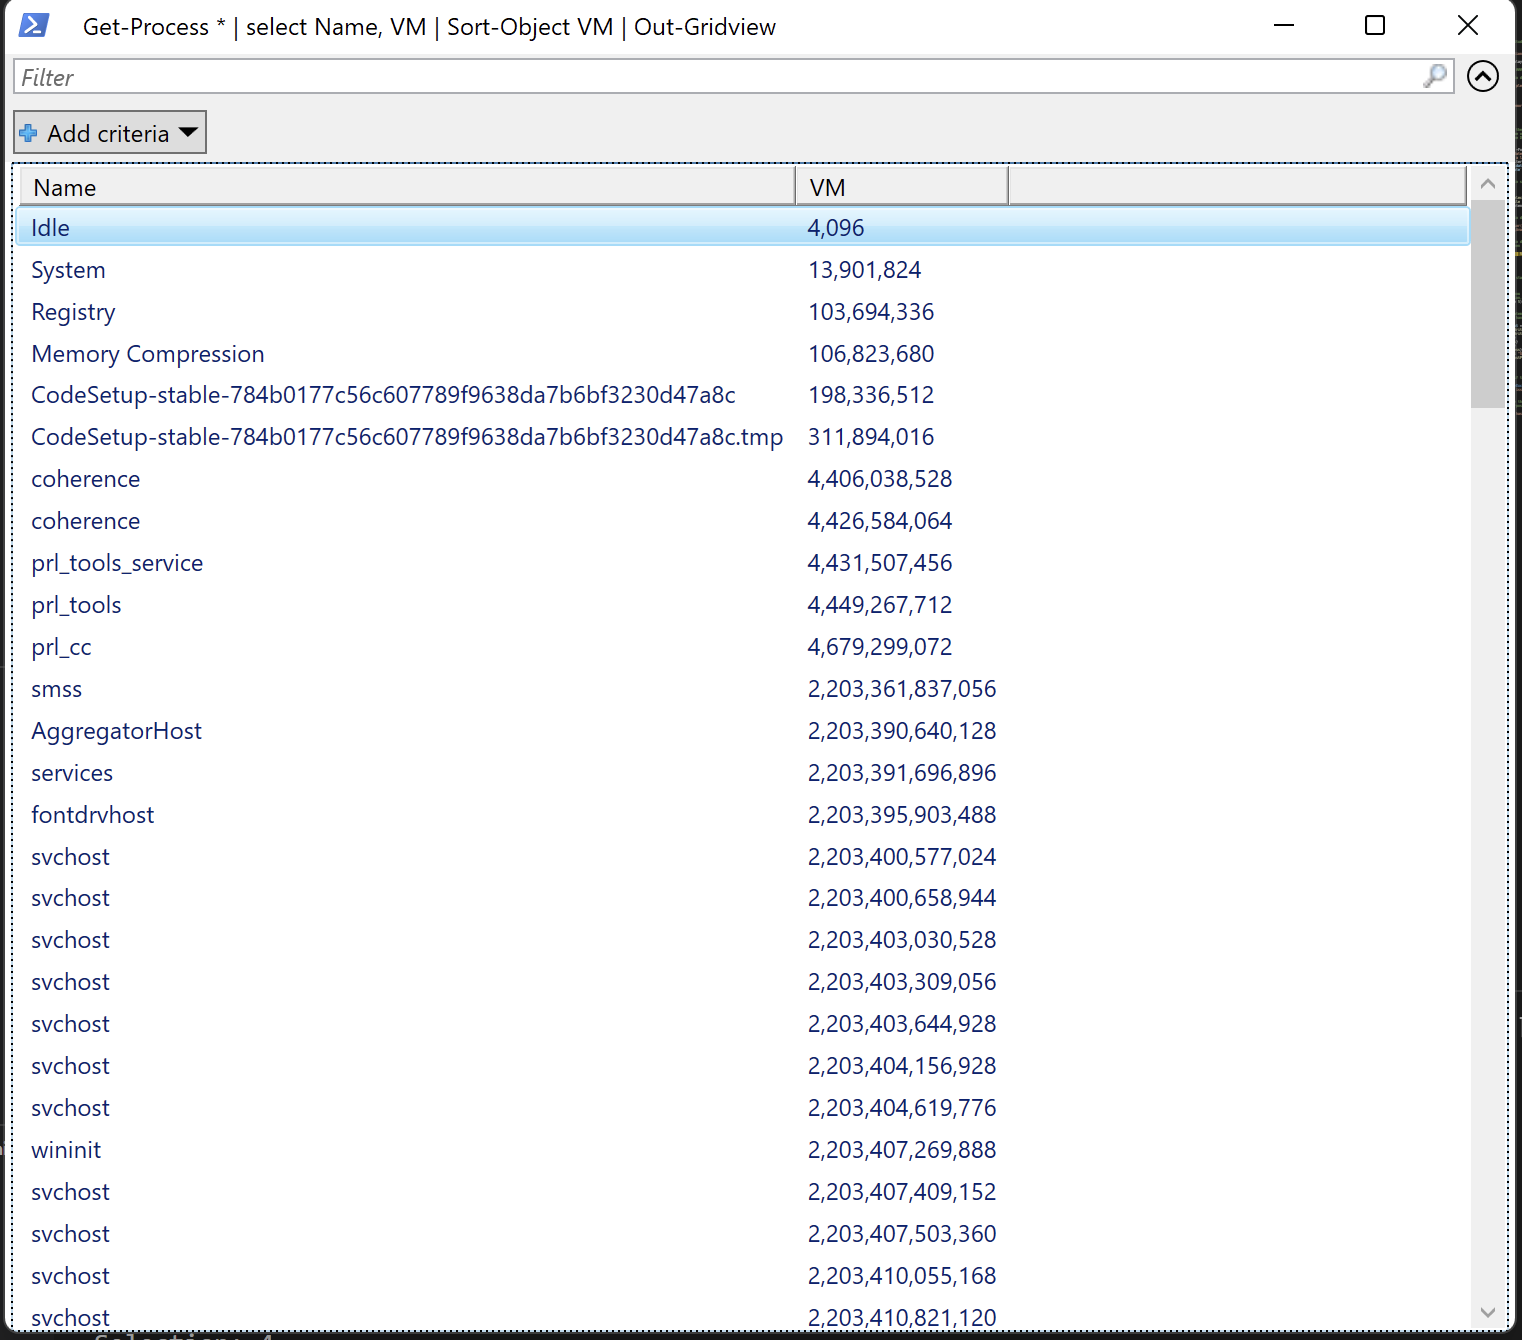 Get-Process * | select Name, VM | Sort-Object VM | Out-Gridview
Filter
Add criteria
Name VM
Idle 4,096
System 13,901,824
Registry 103,694,336
Memory Compression 106,823,680
CodeSetup-stable-784b0177c56c607789f9638da7b6bf3230d47a8c 198,336,512
CodeSetup-stable-784b0177c56c607789f9638da7b6bf3230d47a8c.tmp 311,894,016
coherence 4,406,038,528
coherence 4,426,584,064
prl_tools_service 4,431,507,456
prl_tools 4,449,267,712
prl_cc 4,679,299,072
smss 2,203,361,837,056
AggregatorHost 2,203,390,640,128
services 2,203,391,696,896
fontdrvhost 2,203,395,903,488
svchost 2,203,400,577,024
svchost 2,203,400,658,944
svchost 2,203,403,030,528
svchost 2,203,403,309,056
svchost 2,203,403,644,928
svchost 2,203,404,156,928
svchost 2,203,404,619,776
wininit 2,203,407,269,888
svchost 2,203,407,409,152
svchost 2,203,407,503,360
svchost 2,203,410,055,168
svchost 2,203,410,821,120